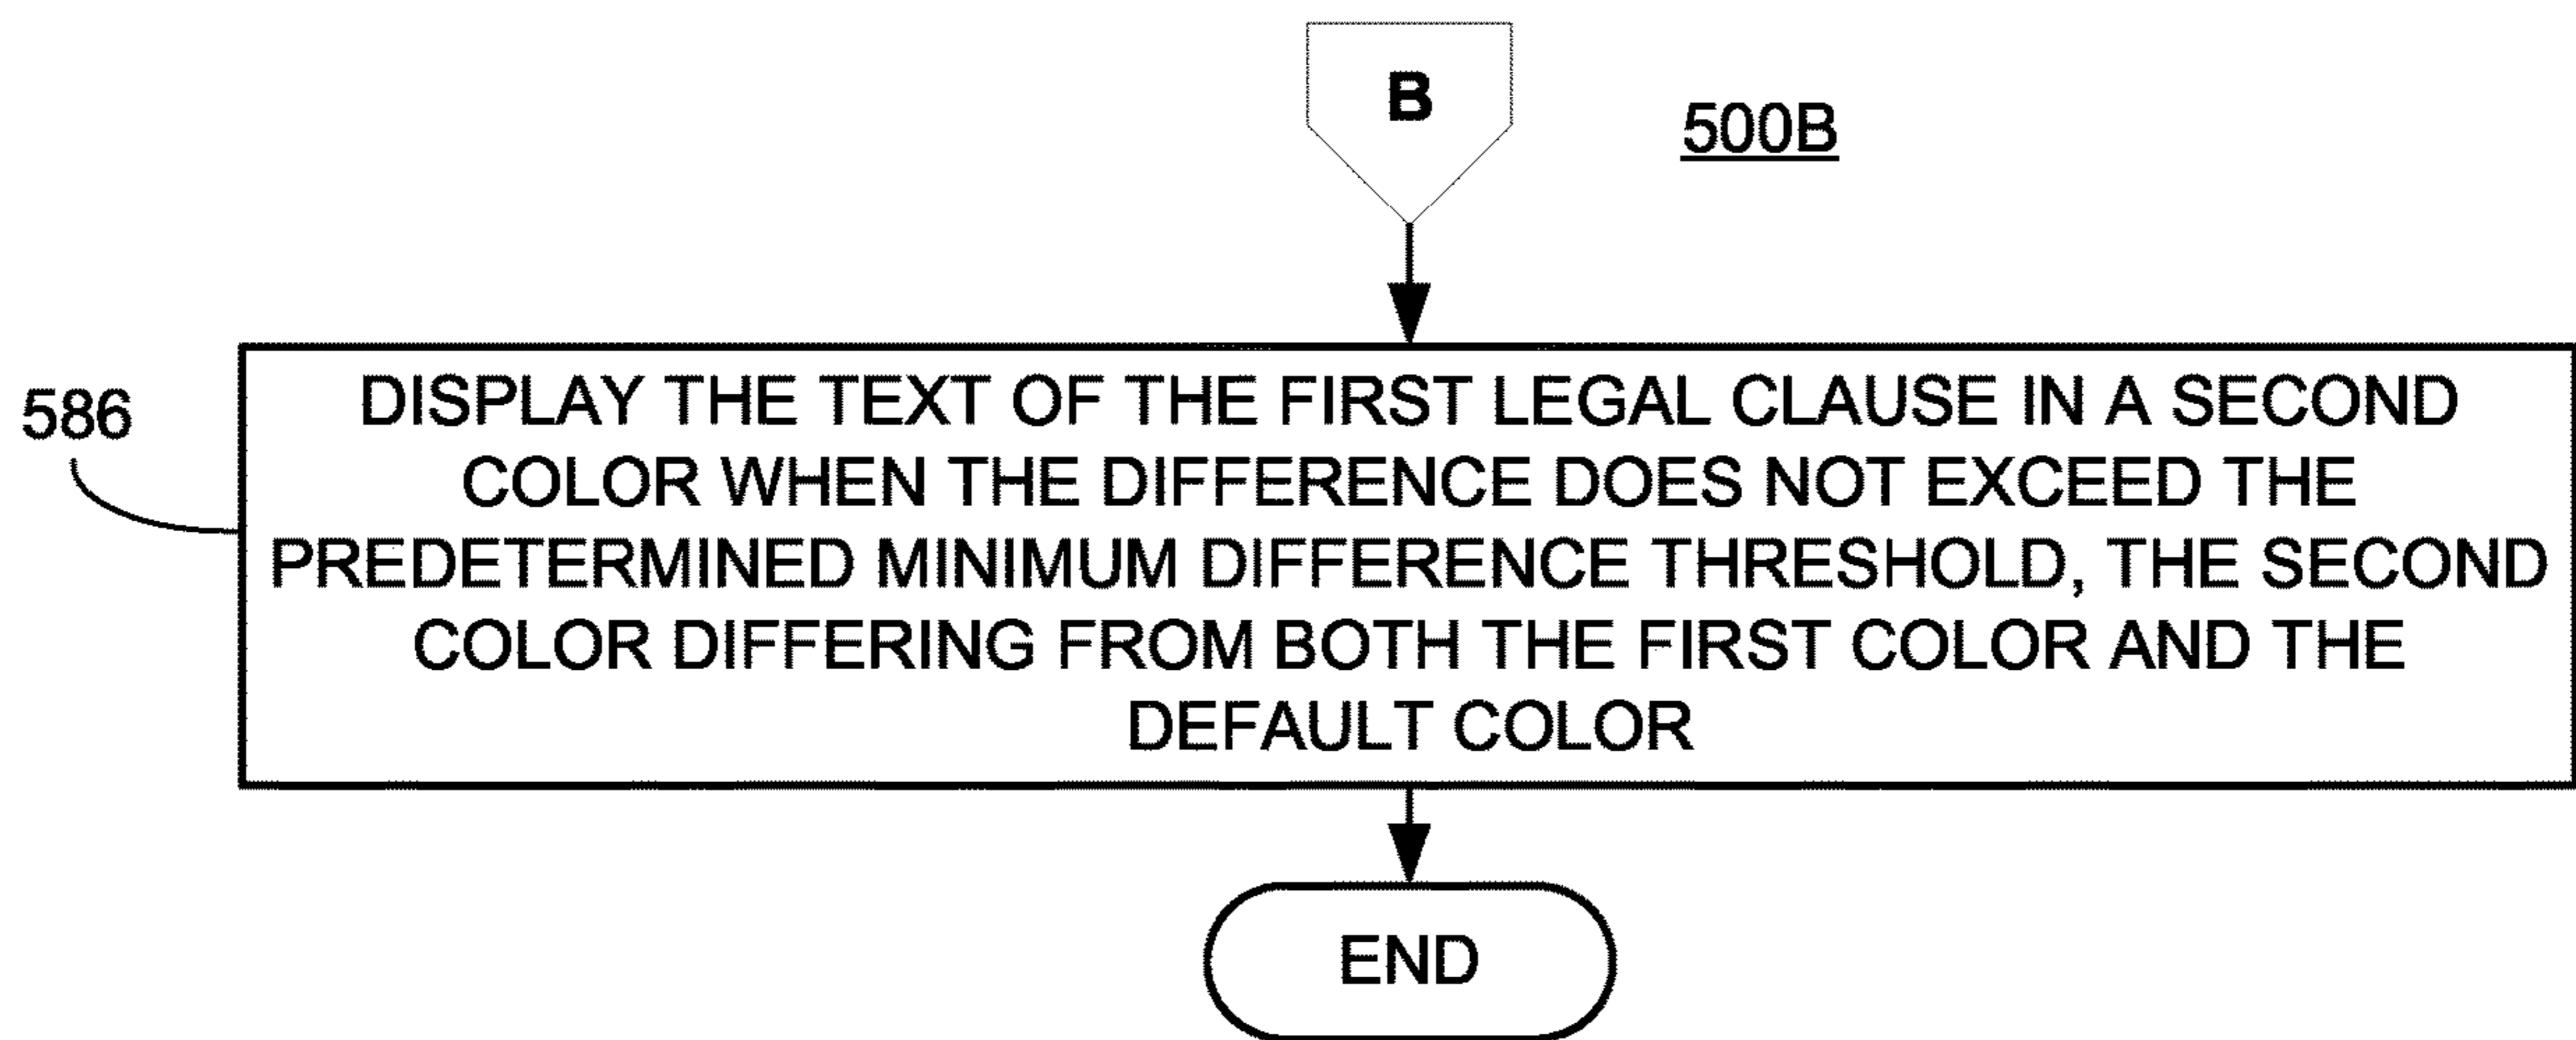 B
500B
586
DISPLAY THE TEXT OF THE FIRST LEGAL CLAUSE IN A SECOND
COLOR WHEN THE DIFFERENCE DOES NOT EXCEED THE
PREDETERMINED MINIMUM DIFFERENCE THRESHOLD, THE SECOND
COLOR DIFFERING FROM BOTH THE FIRST COLOR AND THE
DEFAULT COLOR
END